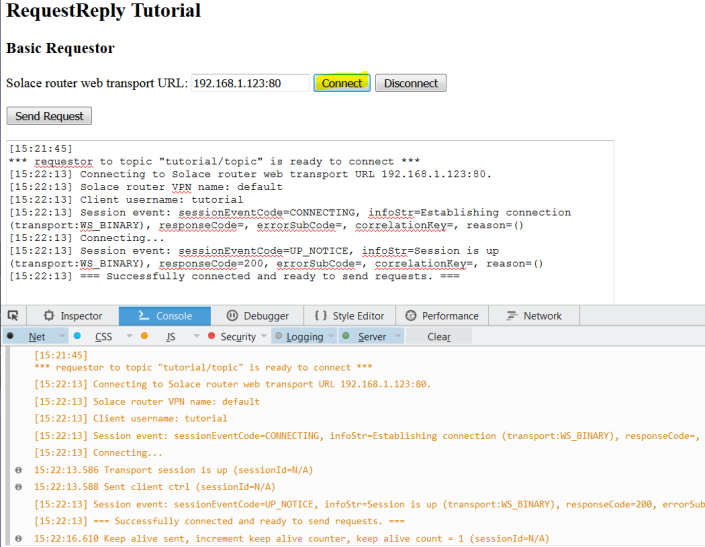 RequestReply Tutorial
Basic Requestor
Solace router web transport URL: 192.168.1.123:80 Connect Disconnect
Send Request
[15:21:45]
*** requestor to topic "tutorial/topic" is ready to connect ***
[15:22:13] Connecting to Solace router web transport URL 192.168.1.123:80.
[15:22:13] Solace router VPN name: default
[15:22:13] Client username: tutorial
[15:22:13] Session event: sessionEventCode=CONNECTING, infoStr=Establishing connection
(transport:WS_BINARY), responseCode=, errorSubCode=, correlationKey=, reason=()
[15:22:13] Connecting...
[15:22:13] Session event: sessionEventCode=UP_NOTICE, infoStr=Session is up
(transport:WS_BINARY), responseCode=200, errorSubCode=, correlationKey=, reason=()
[15:22:13] === Successfully connected and ready to send requests. ===
Inspector Console Debugger { } Style Editor Performance Network
Net CSS JS Security Logging Server Clear
[15:21:45]
*** requestor to topic "tutorial/topic" is ready to connect ***
[15:22:13] Connecting to Solace router web transport URL 192.168.1.123:80.
[15:22:13] Solace router VPN name: default
[15:22:13] Client username: tutorial
[15:22:13] Session event: sessionEventCode=CONNECTING, infoStr=Establishing connection (transport:WS_BINARY), responseCode=,
[15:22:13] Connecting...
15:22:13.586 Transport session is up (sessionId=N/A)
15:22:13.588 Sent client ctrl (sessionId=N/A)
[15:22:13] Session event: sessionEventCode=UP_NOTICE, infoStr=Session is up (transport:WS_BINARY), responseCode=200, errorSub
[15:22:13] === Successfully connected and ready to send requests. ===
15:22:16.610 Keep alive sent, increment keep alive counter, keep alive count = 1 (sessionId=N/A)